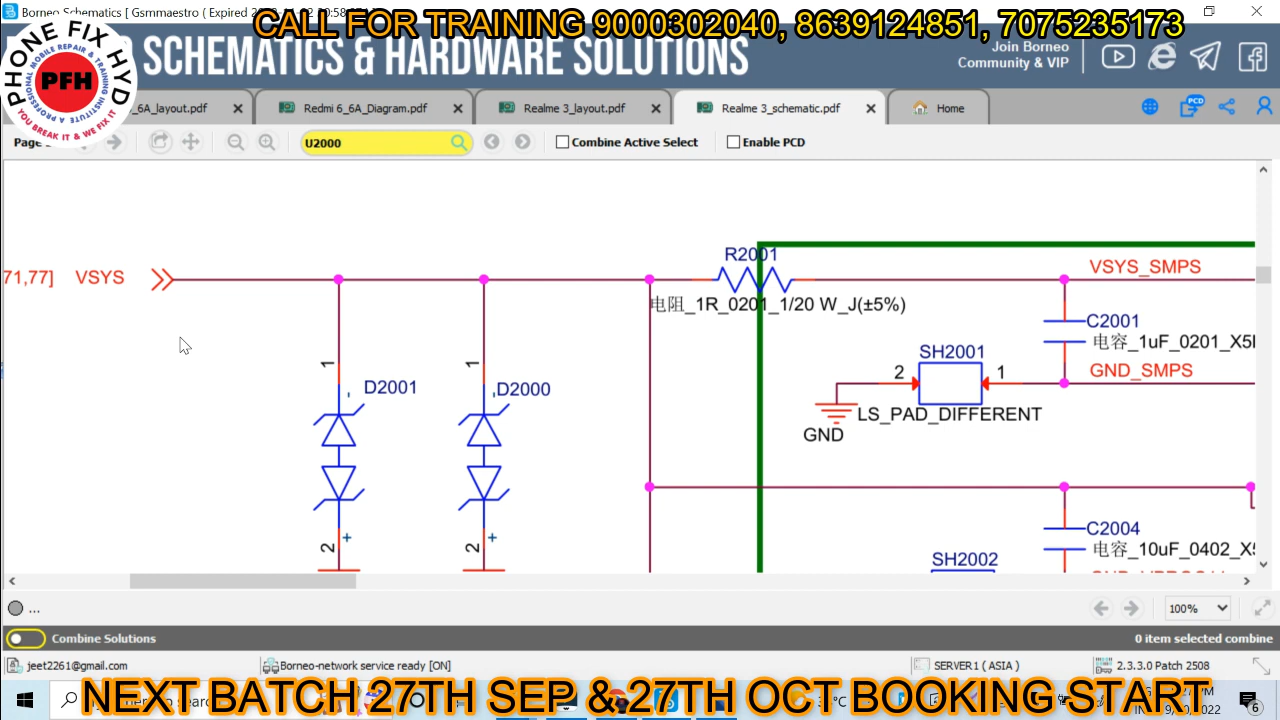 Borneo Schematics [ Gsmmaestro ( Expired
CALL FOR TRAINING 9000302040, 8639124851, 7075235173
PHONE FIX HYD
A PROFESSIONAL MOBILE REPAIR & TRAINING INSTITUTE
PFH
YOU BREAK IT & WE FIX IT
SCHEMATICS & HARDWARE SOLUTIONS
Join Borneo
Community & VIP
_6A_layout.pdf
Redmi 6_6A_Diagram.pdf
Realme 3_layout.pdf
Realme 3_schematic.pdf
Home
PCD
U2000
Combine Active Select
Enable PCD
R2001
71,77] VSYS
VSYS_SMPS
电阻_1R_0201_1/20 W_J(±5%)
C2001
电容_1uF_0201_X5
SH2001
2
1
GND_SMPS
LS_PAD_DIFFERENT
GND
1
D2001
1
D2000
2
+
2
+
C2004
电容_10uF_0402_X5
SH2002
...
100%
Combine Solutions
0 item selected combine
jeet2261@gmail.com
Borneo-network service ready [ON]
SERVER1 ( ASIA )
2.3.3.0 Patch 2508
NEXT BATCH 27TH SEP & 27TH OCT BOOKING START
6